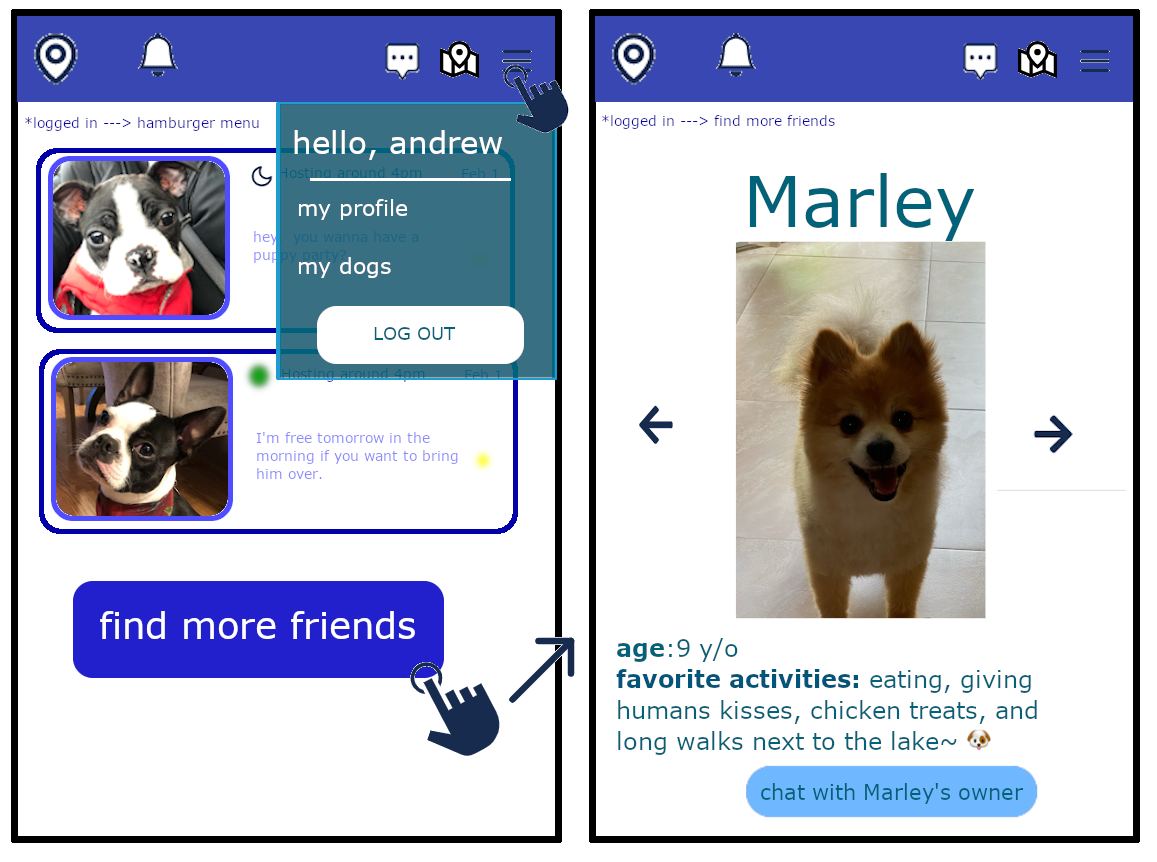 *logged in ---> hamburger menu
hello, andrew
Hosting around 4pm
Feb 1
my profile
hey, you wanna have a
puppy party?
my dogs
LOG OUT
Hosting around 4pm
Feb 1
I'm free tomorrow in the
morning if you want to bring
him over.
find more friends
*logged in ---> find more friends
Marley
age:9 y/o
favorite activities: eating, giving
humans kisses, chicken treats, and
long walks next to the lake~ 🐶
chat with Marley's owner